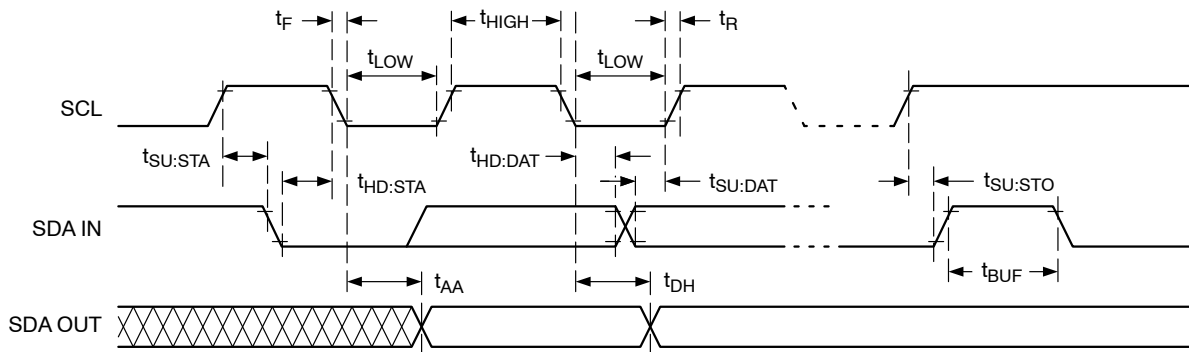 tF
tHIGH
tR
tLOW
tLOW
SCL
tSU:STA
tHD:STA
tHD:DAT
tSU:DAT
tSU:STO
SDA IN
tAA
tDH
tBUF
SDA OUT